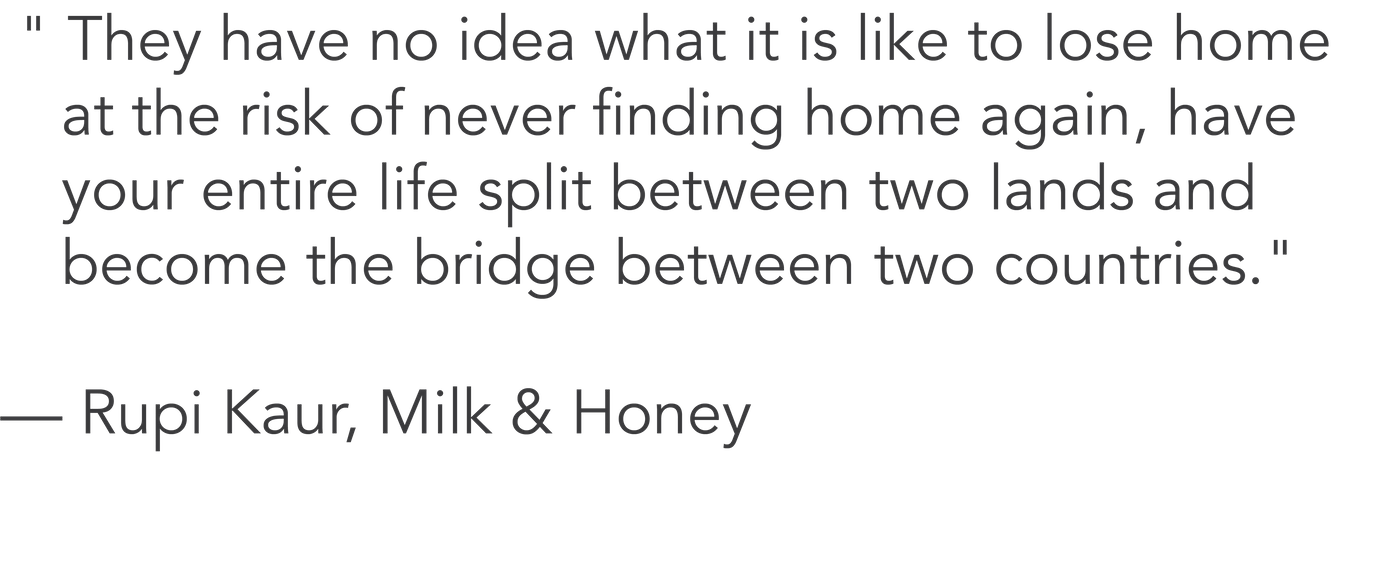 " They have no idea what it is like to lose home
at the risk of never finding home again, have
your entire life split between two lands and
become the bridge between two countries."
— Rupi Kaur, Milk & Honey